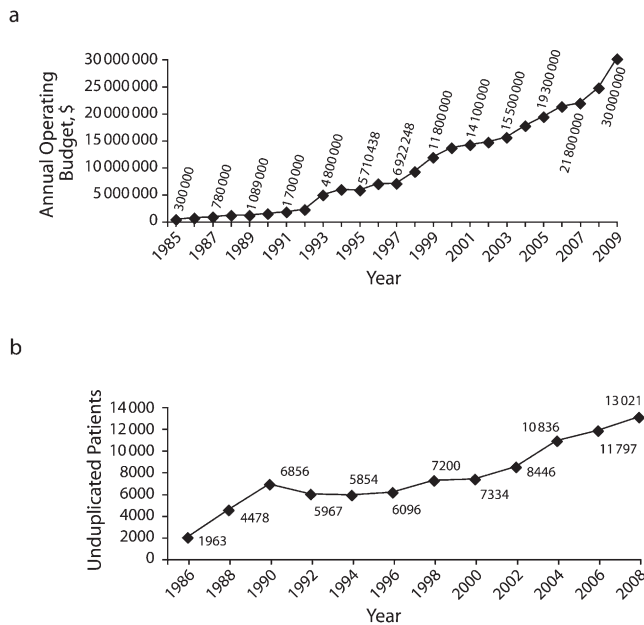 a
Annual Operating
Budget, $
30 000 000
25 000 000
20 000 000
15 000 000
10 000 000
5 000 000
0
300 000
780 000
1 089 000
1 700 000
4 800 000
5 710 438
6 922 248
11 800 000
14 100 000
15 500 000
19 300 000
21 800 000
30 000 000
1985
1987
1989
1991
1993
1995
1997
1999
2001
2003
2005
2007
2009
Year
b
Unduplicated Patients
14 000
12 000
10 000
8000
6000
4000
2000
0
1963
4478
6856
5967
5854
6096
7200
7334
8446
10 836
11 797
13 021
1986
1988
1990
1992
1994
1996
1998
2000
2002
2004
2006
2008
Year